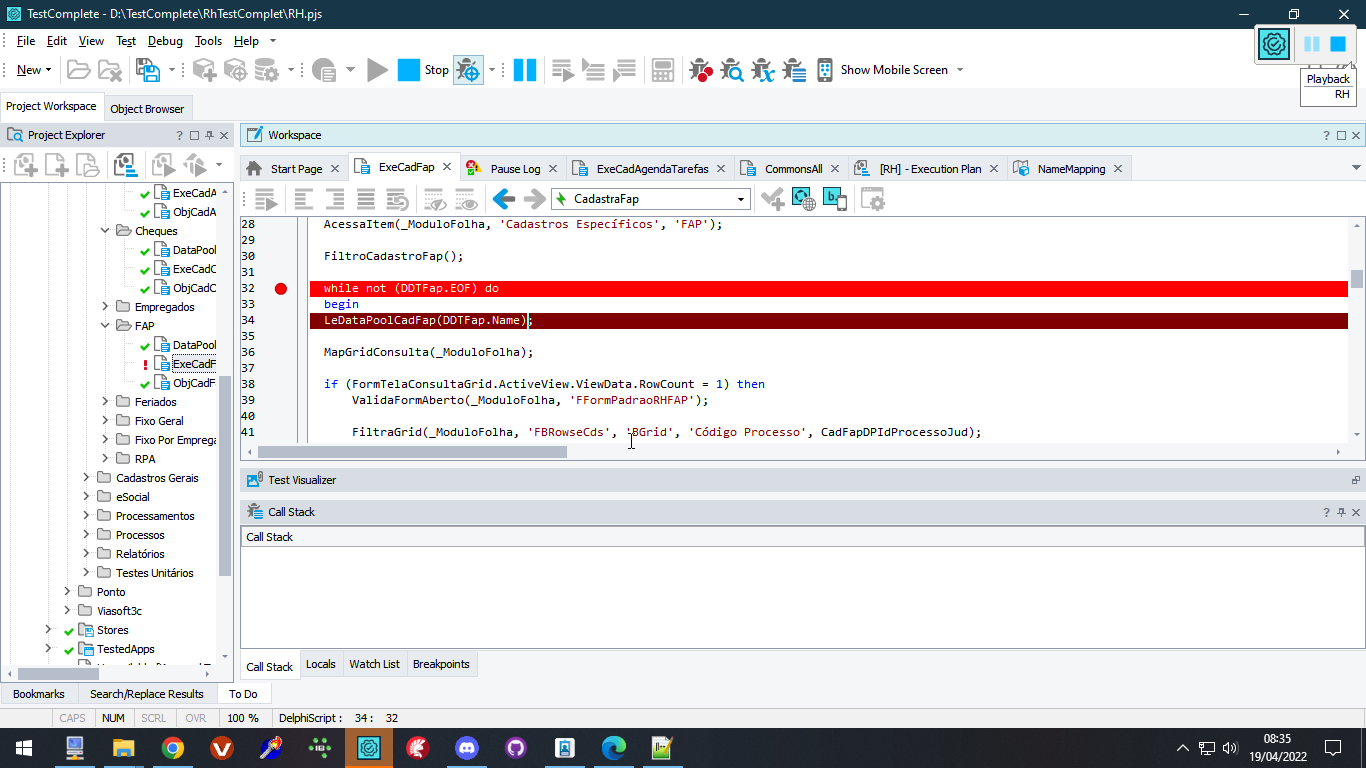 TestComplete - D:\TestComplete\RhTestComplet\RH.pjs
File Edit View Test Debug Tools Help
New Stop Show Mobile Screen
Playback
RH
Project Workspace Object Browser
Project Explorer ?
Workspace ?
Start Page ExeCadFap Pause Log ExeCadAgendaTarefas CommonsAll [RH] - Execution Plan NameMapping
CadastraFap
ExeCadA
ObjCadA
Cheques
DataPool
ExeCadC
ObjCadC
Empregados
FAP
DataPool
ExeCadF
ObjCadF
Feriados
Fixo Geral
Fixo Por Emprega
RPA
Cadastros Gerais
eSocial
Processamentos
Processos
Relatórios
Testes Unitários
Ponto
Viasoft3c
Stores
TestedApps
28 AcessaItem(_ModuloFolha, 'Cadastros Específicos', 'FAP');
29
30 FiltroCadastroFap();
31
32 while not (DDTFap.EOF) do
33 begin
34 LeDataPoolCadFap(DDTFap.Name);
35
36 MapGridConsulta(_ModuloFolha);
37
38 if (FormTelaConsultaGrid.ActiveView.ViewData.RowCount = 1) then
39 ValidaFormAberto(_ModuloFolha, 'FFormPadraoRHFAP');
40
41 FiltraGrid(_ModuloFolha, 'FBRowseCds', 'BGrid', 'Código Processo', CadFapDPIdProcessoJud);
Test Visualizer
Call Stack ?
Call Stack
Call Stack Locals Watch List Breakpoints
Bookmarks Search/Replace Results To Do
CAPS NUM SCRL OVR 100 % DelphiScript : 34 : 32
08:35
19/04/2022